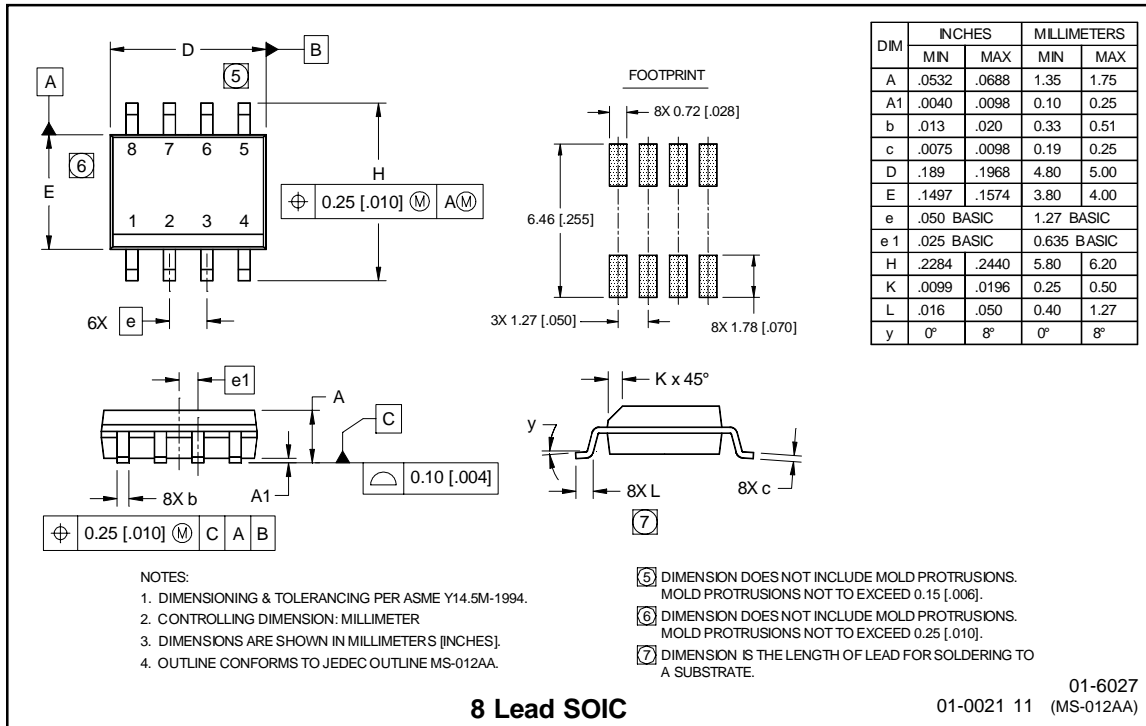 D
B
5
A
8 7 6 5
6
E
H
0.25 [.010] Ⓜ A Ⓜ
1 2 3 4
6X e
FOOTPRINT
8X 0.72 [.028]
6.46 [.255]
3X 1.27 [.050]
8X 1.78 [.070]
DIM INCHES MILLIMETERS
MIN MAX MIN MAX
A .0532 .0688 1.35 1.75
A1 .0040 .0098 0.10 0.25
b .013 .020 0.33 0.51
c .0075 .0098 0.19 0.25
D .189 .1968 4.80 5.00
E .1497 .1574 3.80 4.00
e .050 BASIC 1.27 BASIC
e 1 .025 BASIC 0.635 BASIC
H .2284 .2440 5.80 6.20
K .0099 .0196 0.25 0.50
L .016 .050 0.40 1.27
y 0° 8° 0° 8°
e1
A
C
0.10 [.004]
8X b
A1
0.25 [.010] Ⓜ C A B
K x 45°
y
8X L
8X c
7
NOTES:
1. DIMENSIONING & TOLERANCING PER ASME Y14.5M-1994.
2. CONTROLLING DIMENSION: MILLIMETER
3. DIMENSIONS ARE SHOWN IN MILLIMETERS [INCHES].
4. OUTLINE CONFORMS TO JEDEC OUTLINE MS-012AA.
5 DIMENSION DOES NOT INCLUDE MOLD PROTRUSIONS.
MOLD PROTRUSIONS NOT TO EXCEED 0.15 [.006].
6 DIMENSION DOES NOT INCLUDE MOLD PROTRUSIONS.
MOLD PROTRUSIONS NOT TO EXCEED 0.25 [.010].
7 DIMENSION IS THE LENGTH OF LEAD FOR SOLDERING TO
A SUBSTRATE.
8 Lead SOIC
01-6027
01-0021 11 (MS-012AA)